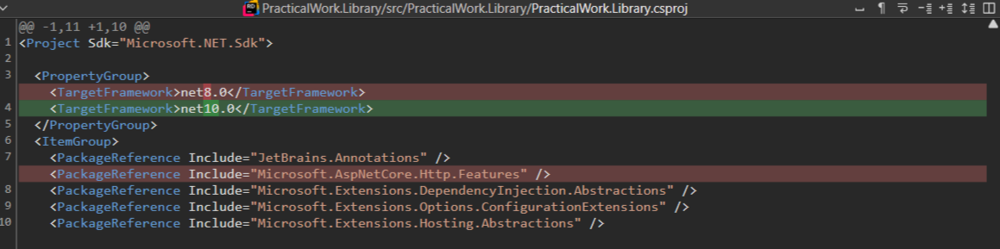 PracticalWork.Library/src/PracticalWork.Library/PracticalWork.Library.csproj
@@ -1,11 +1,10 @@
1 <Project Sdk="Microsoft.NET.Sdk">
2
3 <PropertyGroup>
<TargetFramework>net8.0</TargetFramework>
4 <TargetFramework>net10.0</TargetFramework>
5 </PropertyGroup>
6 <ItemGroup>
7 <PackageReference Include="JetBrains.Annotations" />
<PackageReference Include="Microsoft.AspNetCore.Http.Features" />
8 <PackageReference Include="Microsoft.Extensions.DependencyInjection.Abstractions" />
9 <PackageReference Include="Microsoft.Extensions.Options.ConfigurationExtensions" />
10 <PackageReference Include="Microsoft.Extensions.Hosting.Abstractions" />